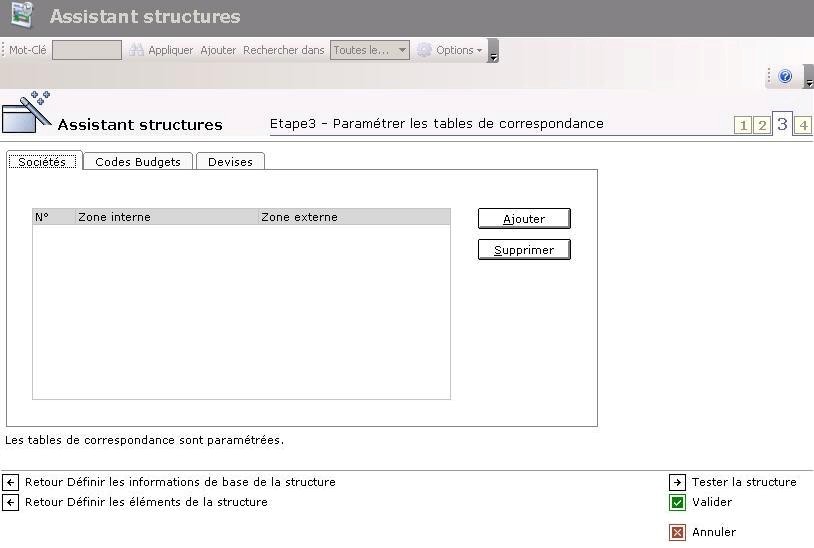 Assistant structures
Mot-Clé Appliquer Ajouter Rechercher dans Toutes le... Options
Assistant structures Etape3 - Paramétrer les tables de correspondance 1 2 3 4
Sociétés Codes Budgets Devises
N° Zone interne Zone externe Ajouter
Supprimer
Les tables de correspondance sont paramétrées.
Retour Définir les informations de base de la structure Tester la structure
Retour Définir les éléments de la structure Valider
Annuler